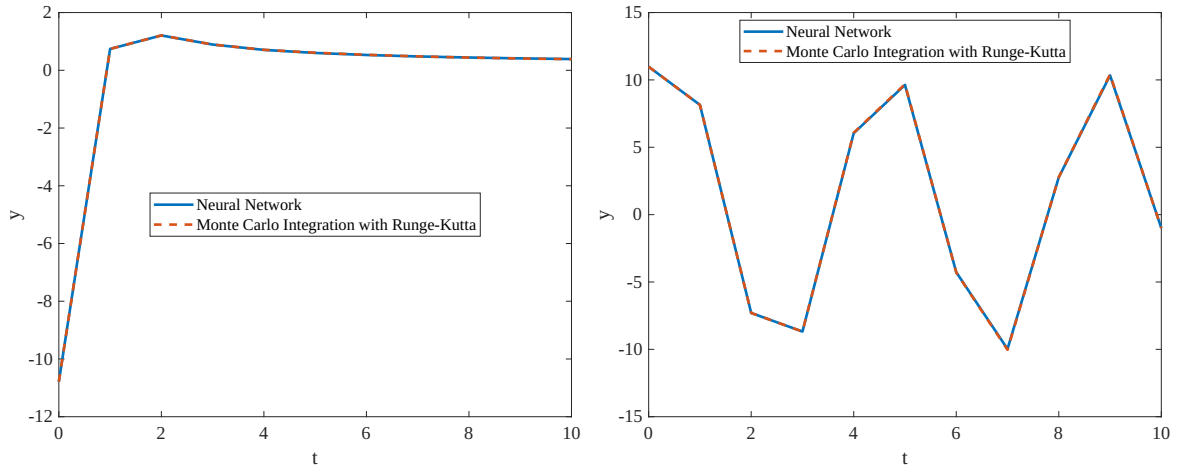 2
0
-2
-4
-6
-8
-10
-12
y
Neural Network
Monte Carlo Integration with Runge-Kutta
0 2 4 6 8 10
t
15
10
5
0
-5
-10
-15
y
Neural Network
Monte Carlo Integration with Runge-Kutta
0 2 4 6 8 10
t